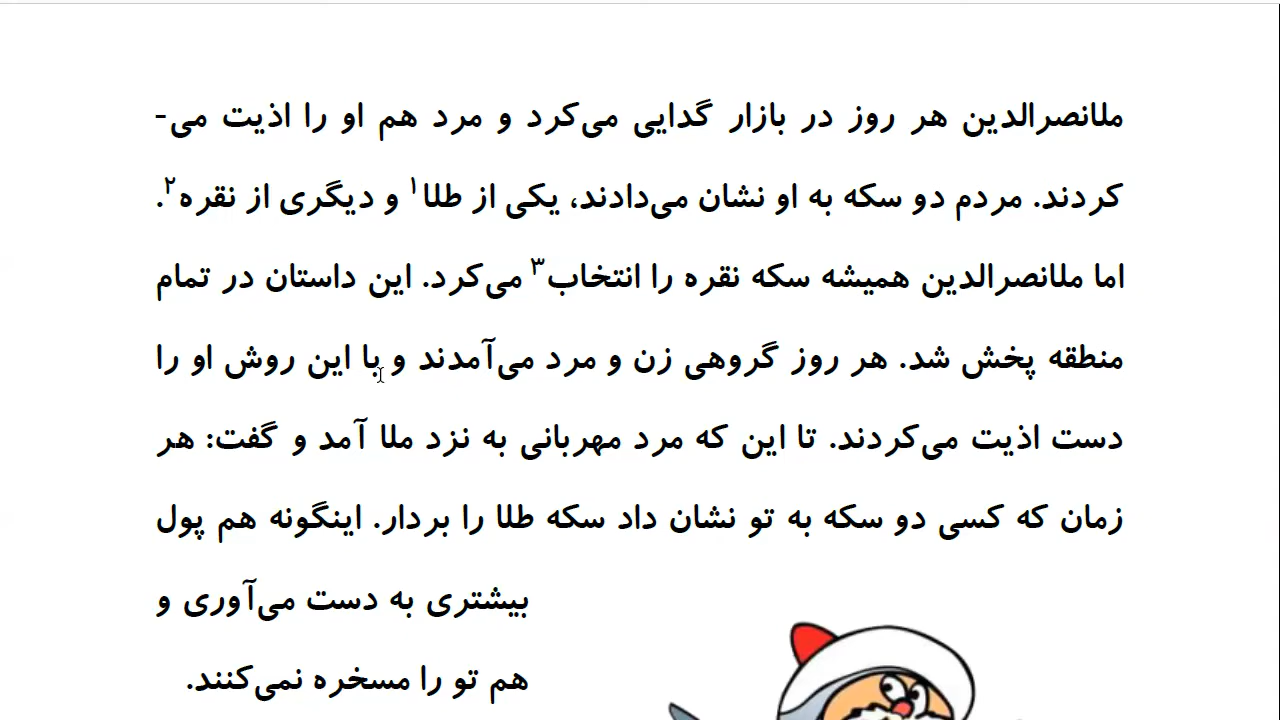 ملانصرالدین هر روز در بازار گدایی می‌کرد و مرد هم او را اذیت می-
کردند. مردم دو سکه به او نشان می‌دادند، یکی از طلا۱ و دیگری از نقره۲.
اما ملانصرالدین همیشه سکه نقره را انتخاب۳ می‌کرد. این داستان در تمام
منطقه پخش شد. هر روز گروهی زن و مرد می‌آمدند و با این روش او را
دست اذیت می‌کردند. تا این که مرد مهربانی به نزد ملا آمد و گفت: هر
زمان که کسی دو سکه به تو نشان داد سکه طلا را بردار. اینگونه هم پول
بیشتری به دست می‌آوری و
هم تو را مسخره نمی‌کنند.